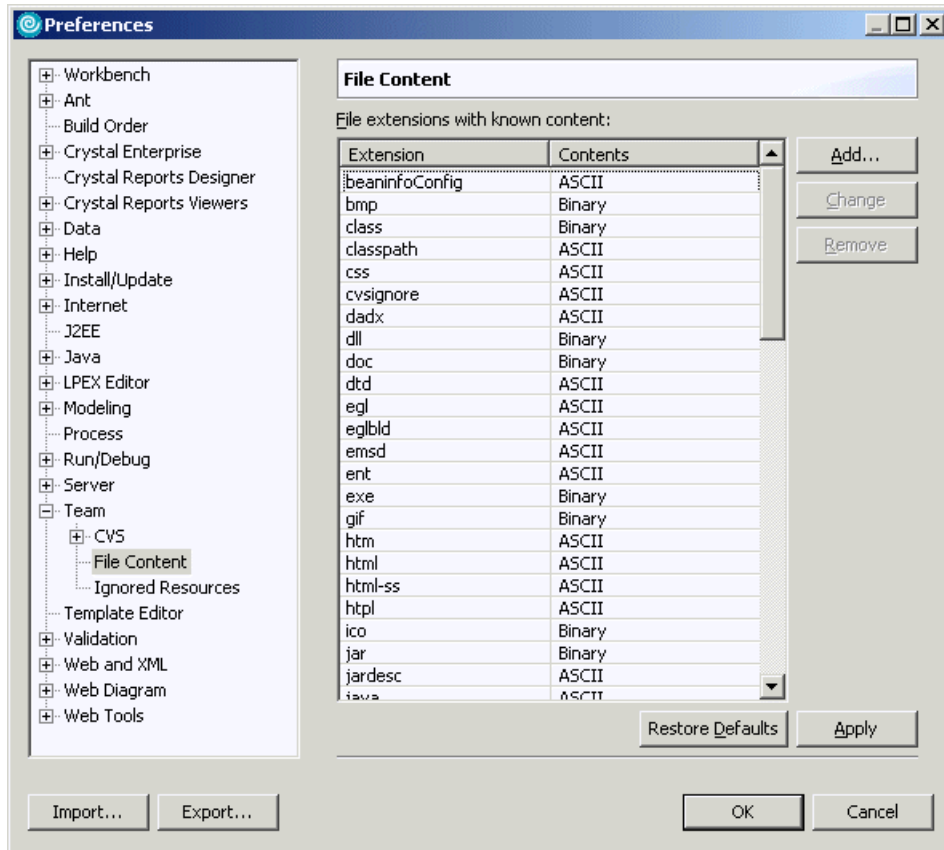 Preferences
Workbench
Ant
Build Order
Crystal Enterprise
Crystal Reports Designer
Crystal Reports Viewers
Data
Help
Install/Update
Internet
J2EE
Java
LPEX Editor
Modeling
Process
Run/Debug
Server
Team
CVS
File Content
Ignored Resources
Template Editor
Validation
Web and XML
Web Diagram
Web Tools
File Content
File extensions with known content:
Extension Contents
beaninfoConfig ASCII
bmp Binary
class Binary
classpath ASCII
css ASCII
cvsignore ASCII
dadx ASCII
dll Binary
doc Binary
dtd ASCII
egl ASCII
eglbld ASCII
emsd ASCII
ent ASCII
exe Binary
gif Binary
htm ASCII
html ASCII
html-ss ASCII
htpl ASCII
ico Binary
jar Binary
jardesc ASCII
java ASCII
Add...
Change
Remove
Restore Defaults Apply
Import... Export... OK Cancel